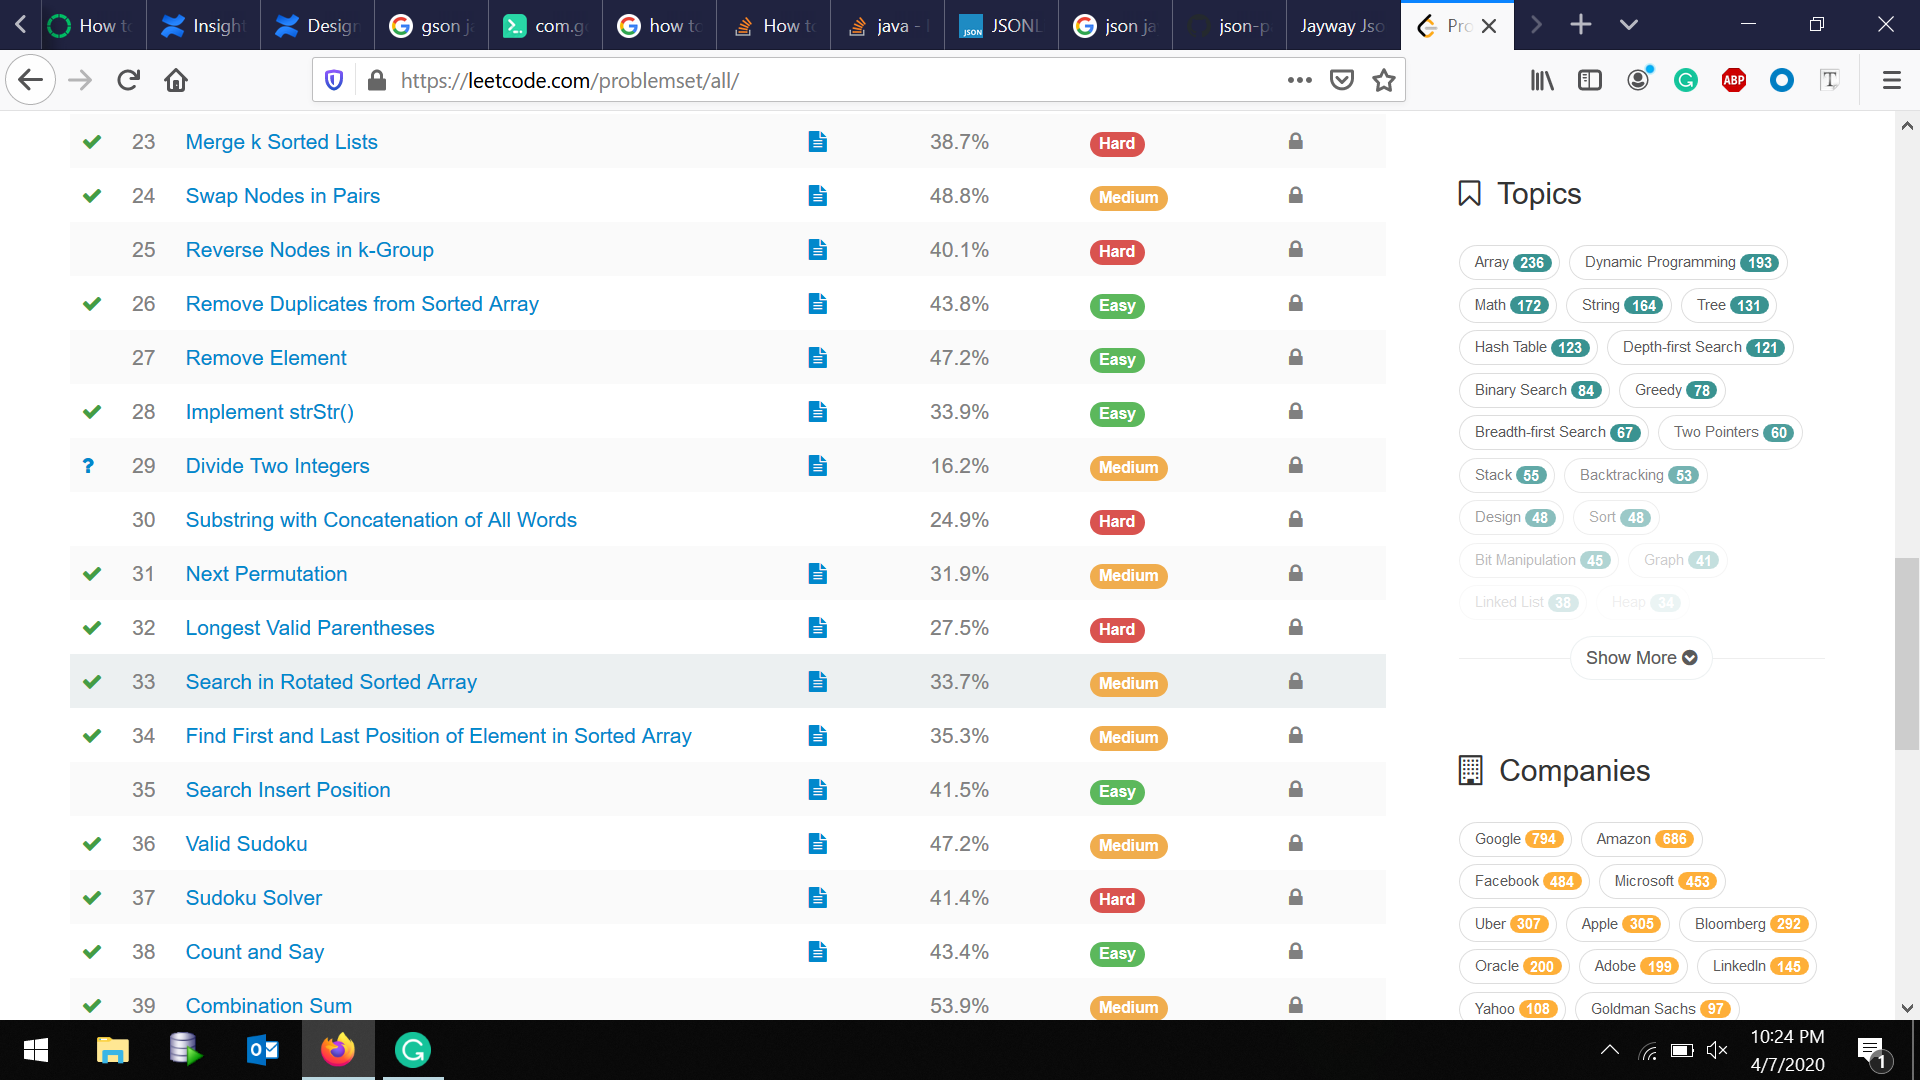 How to
Insight
Design
gson ja
com.go
how to
How to
java -
JSONL
json ja
json-p
Jayway Jso
Pro
https://leetcode.com/problemset/all/
ABP
23 Merge k Sorted Lists 38.7% Hard
24 Swap Nodes in Pairs 48.8% Medium
25 Reverse Nodes in k-Group 40.1% Hard
26 Remove Duplicates from Sorted Array 43.8% Easy
27 Remove Element 47.2% Easy
28 Implement strStr() 33.9% Easy
? 29 Divide Two Integers 16.2% Medium
30 Substring with Concatenation of All Words 24.9% Hard
31 Next Permutation 31.9% Medium
32 Longest Valid Parentheses 27.5% Hard
33 Search in Rotated Sorted Array 33.7% Medium
34 Find First and Last Position of Element in Sorted Array 35.3% Medium
35 Search Insert Position 41.5% Easy
36 Valid Sudoku 47.2% Medium
37 Sudoku Solver 41.4% Hard
38 Count and Say 43.4% Easy
39 Combination Sum 53.9% Medium
Topics
Array 236 Dynamic Programming 193
Math 172 String 164 Tree 131
Hash Table 123 Depth-first Search 121
Binary Search 84 Greedy 78
Breadth-first Search 67 Two Pointers 60
Stack 55 Backtracking 53
Design 48 Sort 48
Bit Manipulation 45 Graph 41
Linked List 38 Heap 34
Show More
Companies
Google 794 Amazon 686
Facebook 484 Microsoft 453
Uber 307 Apple 305 Bloomberg 292
Oracle 200 Adobe 199 LinkedIn 145
Yahoo 108 Goldman Sachs 97
10:24 PM
4/7/2020
1